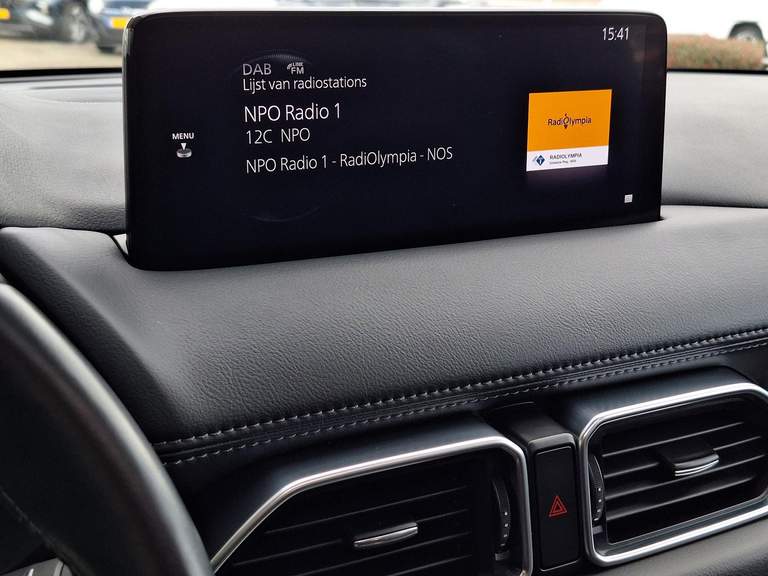 15:41
DAB LINK FM
Lijst van radiostations
NPO Radio 1
12C NPO
NPO Radio 1 - RadiOlympia - NOS
MENU
RadiOlympia
RADIOLYMPIA